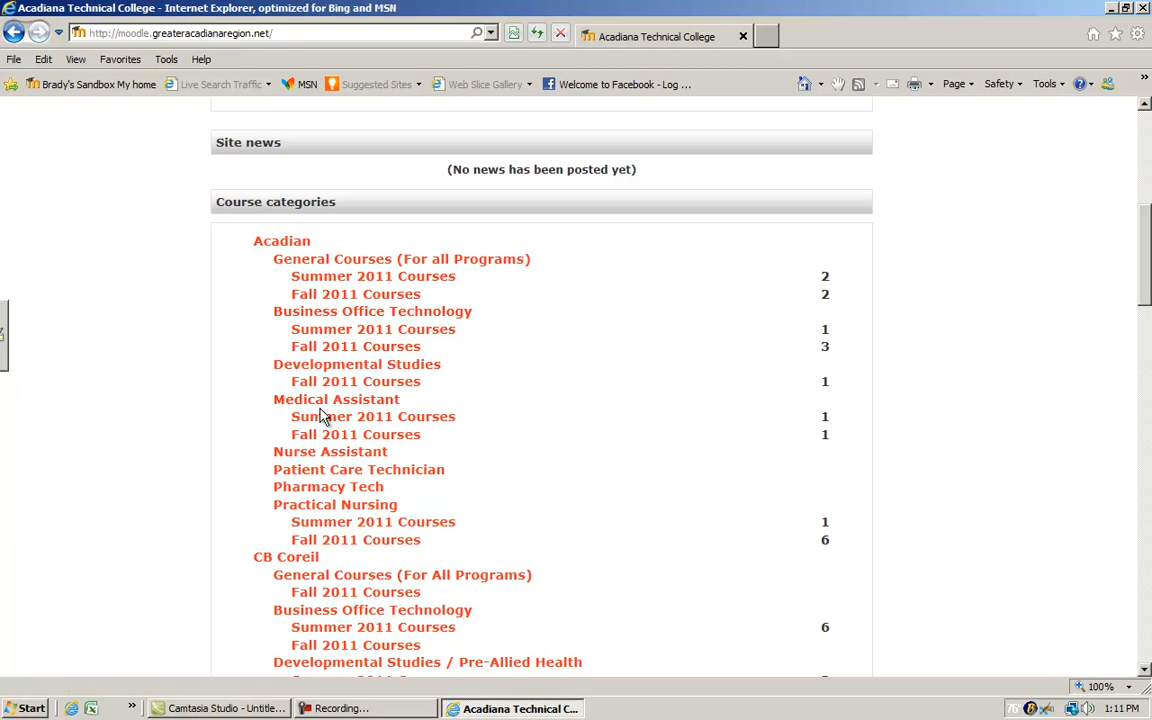 Acadiana Technical College - Internet Explorer, optimized for Bing and MSN
http://moodle.greateracadianaregion.net/
Acadiana Technical College
File Edit View Favorites Tools Help
Brady's Sandbox My home Live Search Traffic MSN Suggested Sites Web Slice Gallery Welcome to Facebook - Log ... Page Safety Tools
Site news
(No news has been posted yet)
Course categories
Acadian
General Courses (For all Programs)
Summer 2011 Courses 2
Fall 2011 Courses 2
Business Office Technology
Summer 2011 Courses 1
Fall 2011 Courses 3
Developmental Studies
Fall 2011 Courses 1
Medical Assistant
Summer 2011 Courses 1
Fall 2011 Courses 1
Nurse Assistant
Patient Care Technician
Pharmacy Tech
Practical Nursing
Summer 2011 Courses 1
Fall 2011 Courses 6
CB Coreil
General Courses (For All Programs)
Fall 2011 Courses
Business Office Technology
Summer 2011 Courses 6
Fall 2011 Courses
Developmental Studies / Pre-Allied Health
100%
Start Camtasia Studio - Untitle... Recording... Acadiana Technical C... 76° 1:11 PM